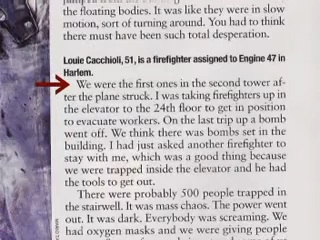 the floating bodies. It was like they were in slow
motion, sort of turning around. You had to think
there must have been such total desperation.
Louie Cacchioli, 51, is a firefighter assigned to Engine 47 in
Harlem.
We were the first ones in the second tower af-
ter the plane struck. I was taking firefighters up in
the elevator to the 24th floor to get in position
to evacuate workers. On the last trip up a bomb
went off. We think there was bombs set in the
building. I had just asked another firefighter to
stay with me, which was a good thing because
we were trapped inside the elevator and he had
the tools to get out.
There were probably 500 people trapped in
the stairwell. It was mass chaos. The power went
out. It was dark. Everybody was screaming. We
had oxygen masks and we were giving people